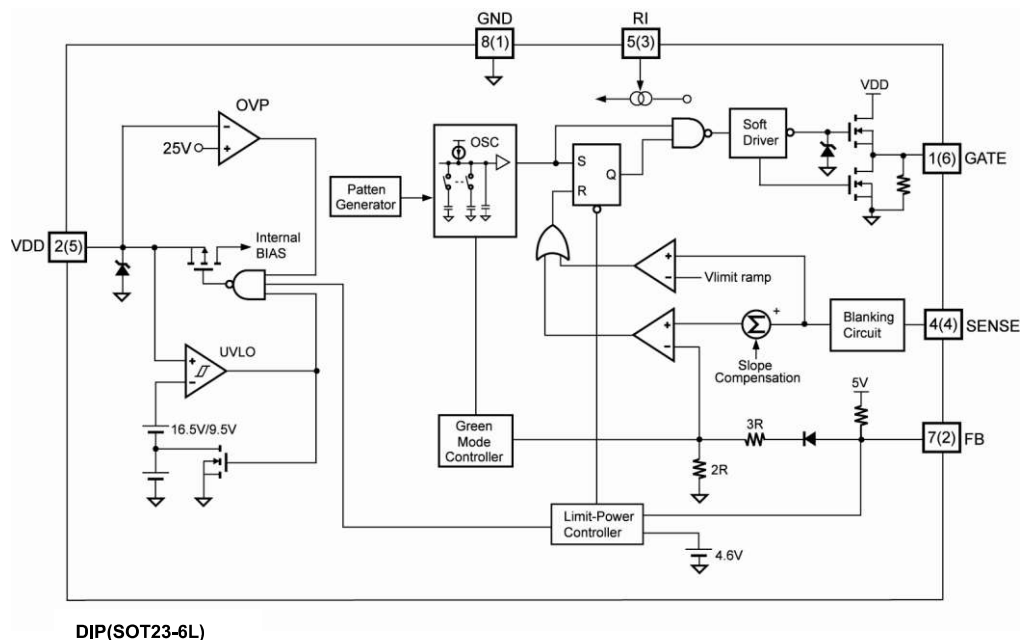 GND
8(1)
RI
5(3)
OVP
25V
VDD
2(5)
Internal
BIAS
UVLO
16.5V/9.5V
Patten
Generator
OSC
S
Q
R
Soft
Driver
VDD
1(6)
GATE
+
-
Vlimit ramp
Σ
+
Slope
Compensation
Blanking
Circuit
4(4)
SENSE
5V
Green
Mode
Controller
3R
2R
7(2)
FB
Limit-Power
Controller
4.6V
DIP(SOT23-6L)